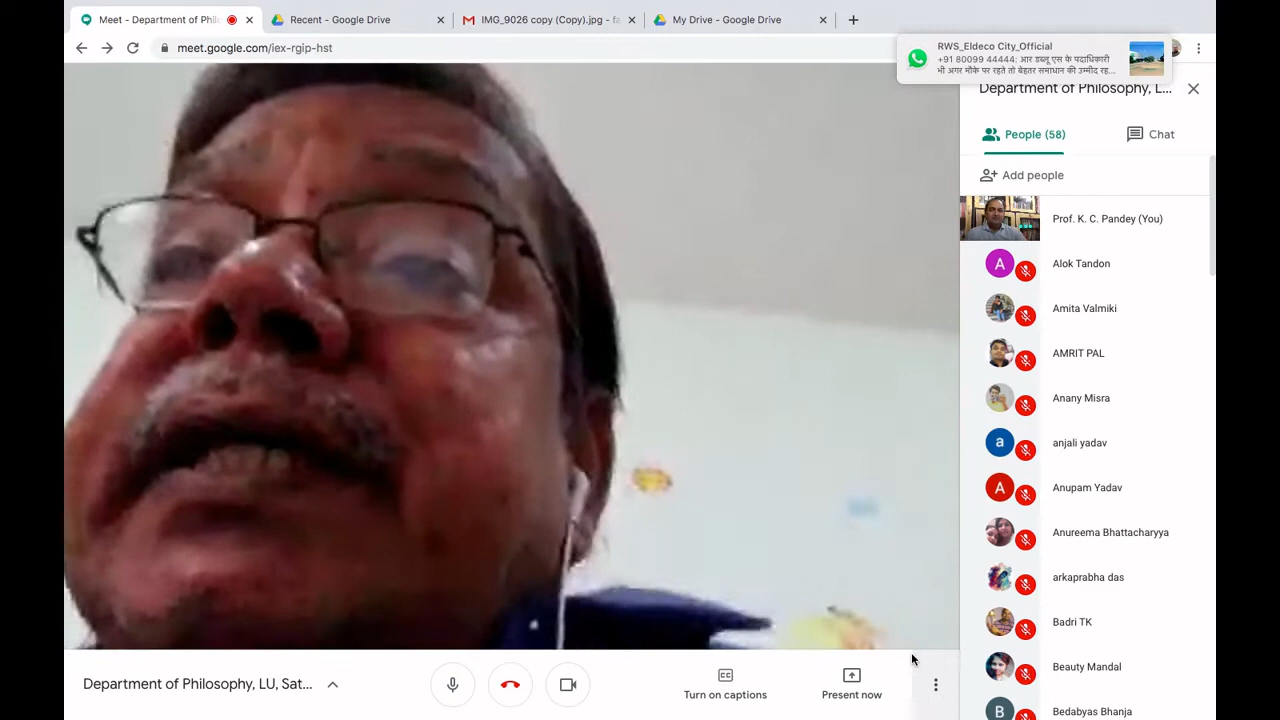 Meet - Department of Philo
Recent - Google Drive
IMG_9026 copy (Copy).jpg - fa
My Drive - Google Drive
meet.google.com/iex-rgip-hst
RWS_Eldeco City_Official
+91 80099 44444: आर डब्लू एस के पदाधिकारी
भी अगर मौके पर रहते तो बेहतर समाधान की उम्मीद रह...
Department of Philosophy, L...
People (58)
Chat
Add people
Prof. K. C. Pandey (You)
A
Alok Tandon
Amita Valmiki
AMRIT PAL
Anany Misra
a
anjali yadav
A
Anupam Yadav
Anureema Bhattacharyya
arkaprabha das
Badri TK
Beauty Mandal
B
Bedabyas Bhanja
Department of Philosophy, LU, Sat...
Turn on captions
Present now